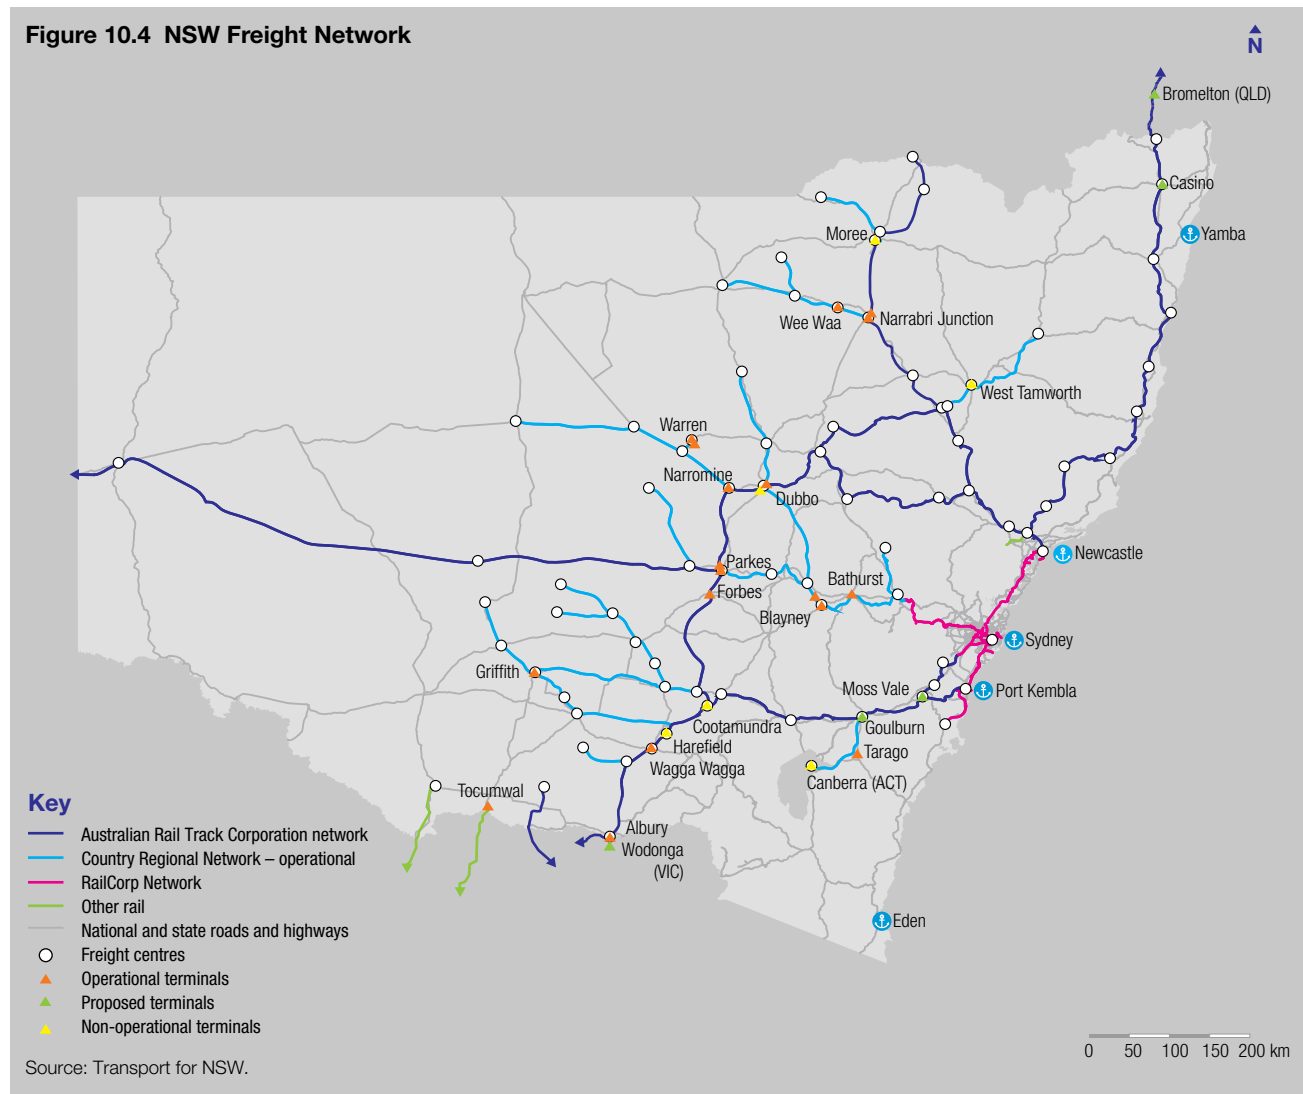 Figure 10.4 NSW Freight Network
N
Bromelton (QLD)
Casino
Yamba
Moree
Wee Waa
Narrabri Junction
West Tamworth
Warren
Narromine
Dubbo
Newcastle
Parkes
Forbes
Bathurst
Blayney
Sydney
Griffith
Moss Vale
Port Kembla
Cootamundra
Goulburn
Harefield
Tarago
Wagga Wagga
Canberra (ACT)
Tocumwal
Albury
Wodonga
(VIC)
Eden
Key
Australian Rail Track Corporation network
Country Regional Network – operational
RailCorp Network
Other rail
National and state roads and highways
Freight centres
Operational terminals
Proposed terminals
Non-operational terminals
0 50 100 150 200 km
Source: Transport for NSW.